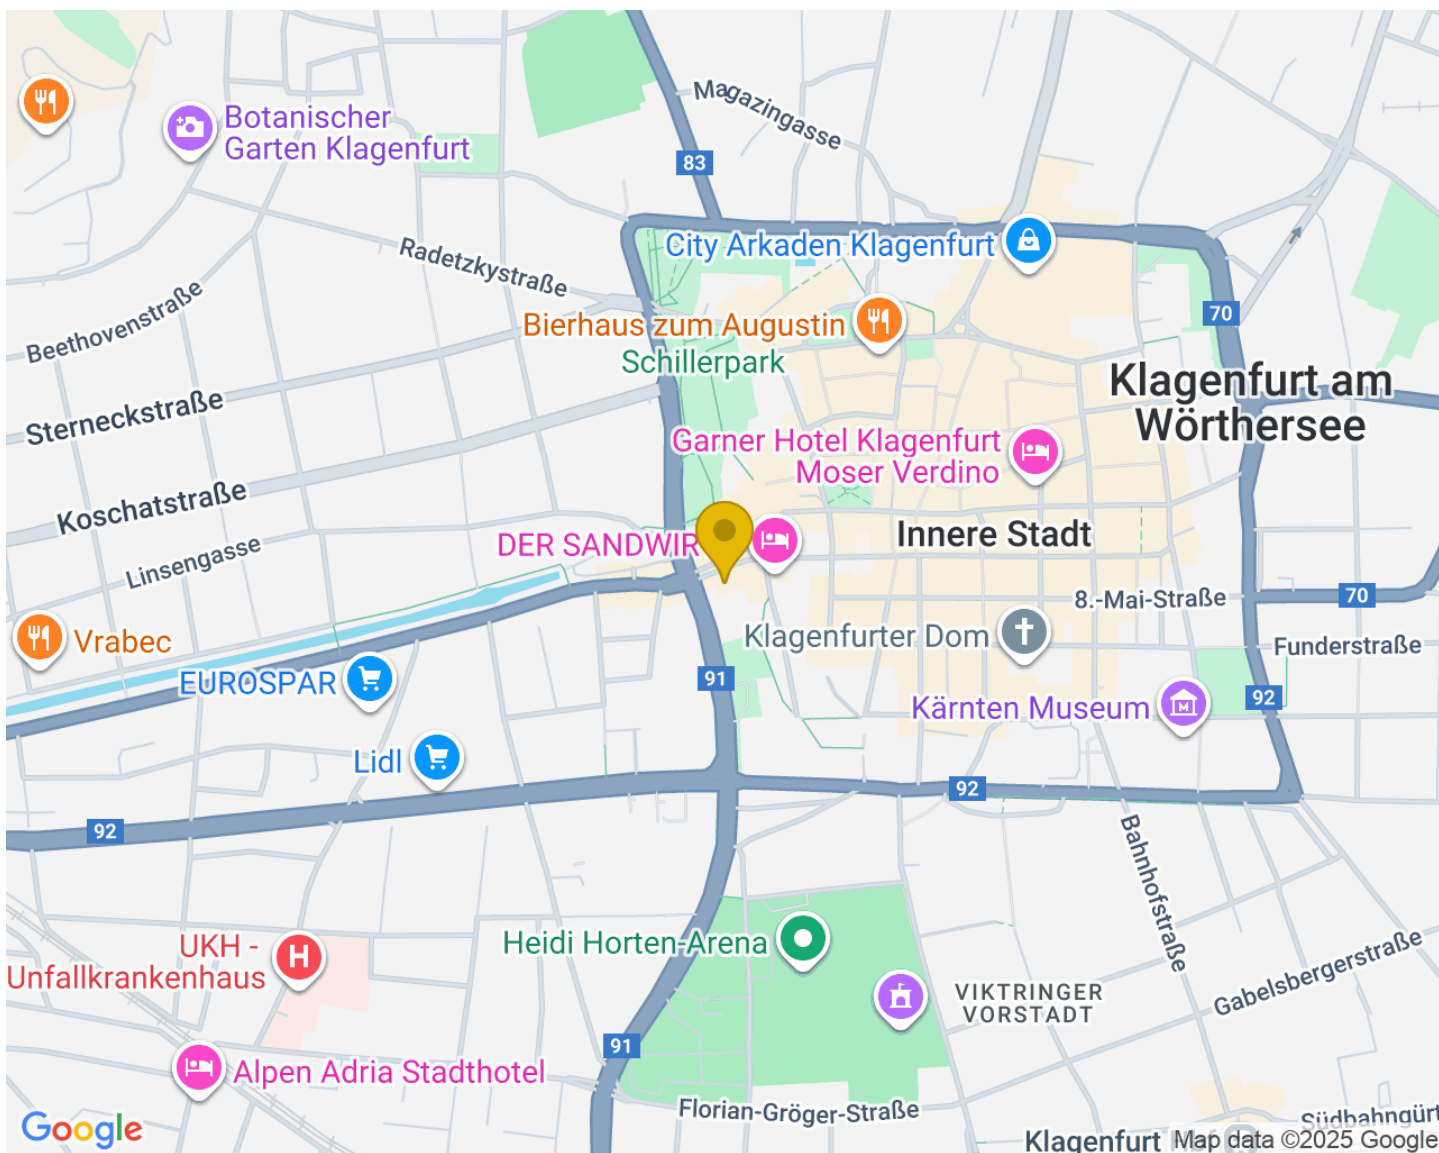 Magazingasse
Botanischer
Garten Klagenfurt
83
Radetzkystraße
City Arkaden Klagenfurt
Beethovenstraße
70
Bierhaus zum Augustin
Schillerpark
Klagenfurt am
Wörthersee
Sterneckstraße
Garner Hotel Klagenfurt
Moser Verdino
Koschatstraße
Innere Stadt
DER SANDWIR
Linsengasse
8.-Mai-Straße
70
Vrabec
Klagenfurter Dom
Funderstraße
EUROSPAR
91
92
Kärnten Museum
Lidl
92
92
Bahnhofstraße
UKH -
Unfallkrankenhaus
H
Heidi Horten-Arena
VIKTRINGER
VORSTADT
Gabelsbergerstraße
91
Alpen Adria Stadthotel
Florian-Gröger-Straße
Südbahngürt
Google
Klagenfurt
Map data ©2025 Google